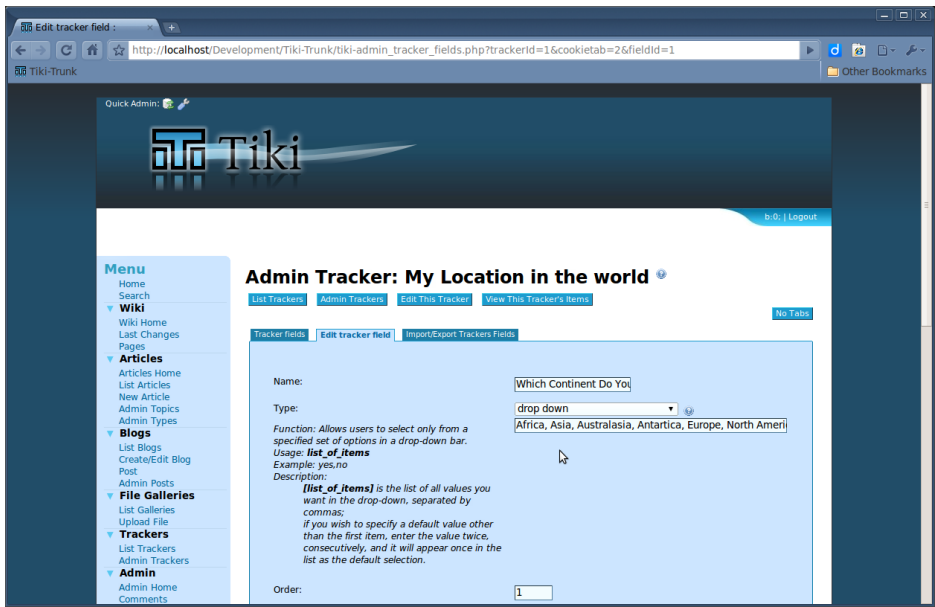 Edit tracker field :
http://localhost/Development/Tiki-Trunk/tiki-admin_tracker_fields.php?trackerId=1&cookietab=2&fieldId=1
Tiki-Trunk
Other Bookmarks
Quick Admin:
Tiki
b:0; | Logout
Menu
Home
Search
Wiki
Wiki Home
Last Changes
Pages
Articles
Articles Home
List Articles
New Article
Admin Topics
Admin Types
Blogs
List Blogs
Create/Edit Blog
Post
Admin Posts
File Galleries
List Galleries
Upload File
Trackers
List Trackers
Admin Trackers
Admin
Admin Home
Comments
Admin Tracker: My Location in the world
List Trackers Admin Trackers Edit This Tracker View This Tracker's Items
No Tabs
Tracker fields Edit tracker field Import/Export Trackers Fields
Name:
Which Continent Do You
Type:
drop down
Africa, Asia, Australasia, Antartica, Europe, North Ameri
Function: Allows users to select only from a
specified set of options in a drop-down bar.
Usage: list_of_items
Example: yes,no
Description:
[list_of_items] is the list of all values you
want in the drop-down, separated by
commas;
if you wish to specify a default value other
than the first item, enter the value twice,
consecutively, and it will appear once in the
list as the default selection.
Order:
1